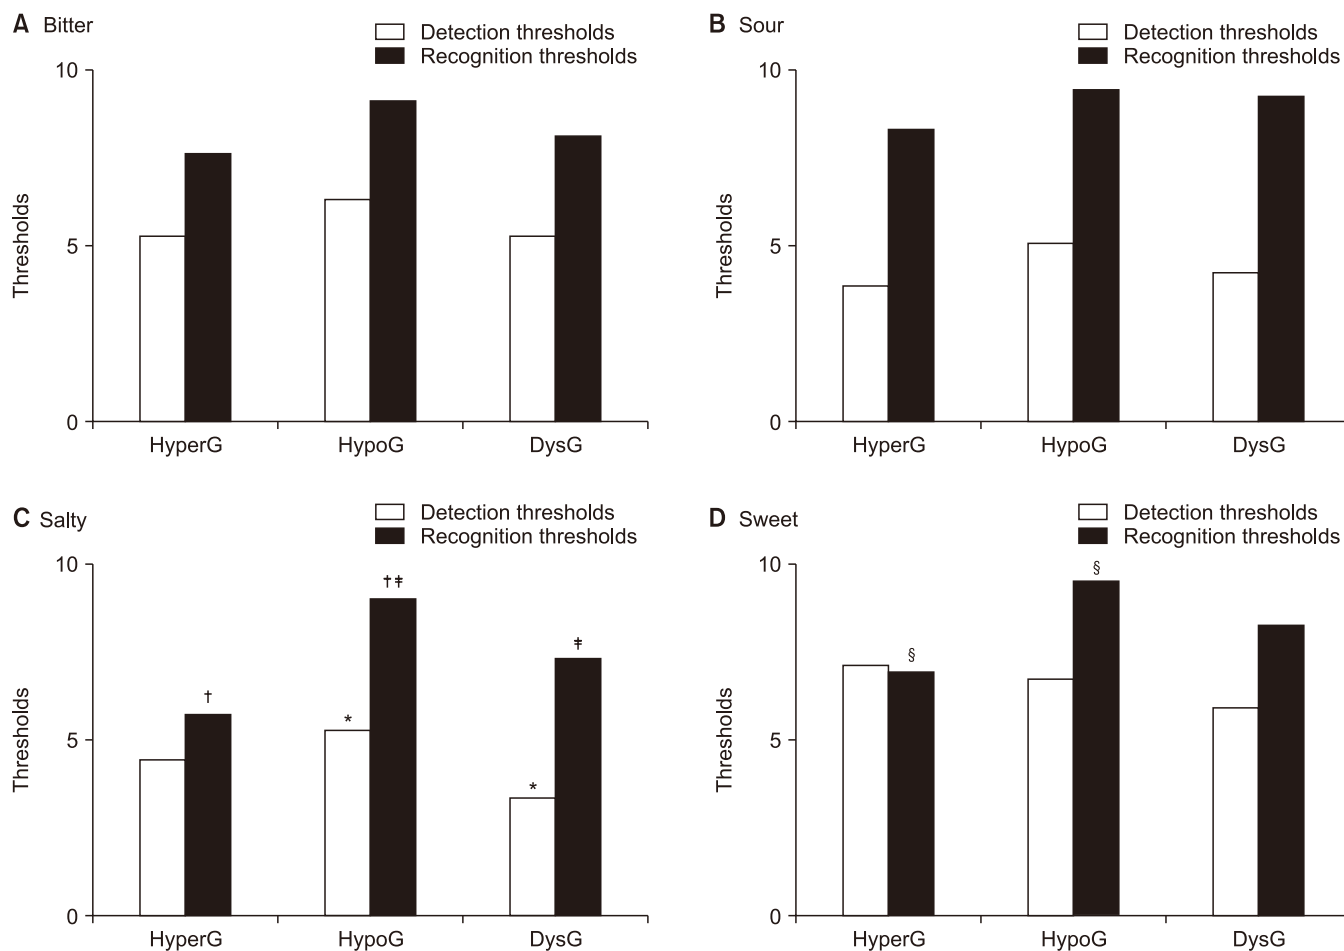 A Bitter
Detection thresholds
Recognition thresholds
10
5
0
Thresholds
HyperG HypoG DysG
B Sour
Detection thresholds
Recognition thresholds
10
5
0
Thresholds
HyperG HypoG DysG
C Salty
Detection thresholds
Recognition thresholds
10
5
0
Thresholds
†
*
†‡
*
‡
HyperG HypoG DysG
D Sweet
Detection thresholds
Recognition thresholds
10
5
0
Thresholds
§
§
HyperG HypoG DysG